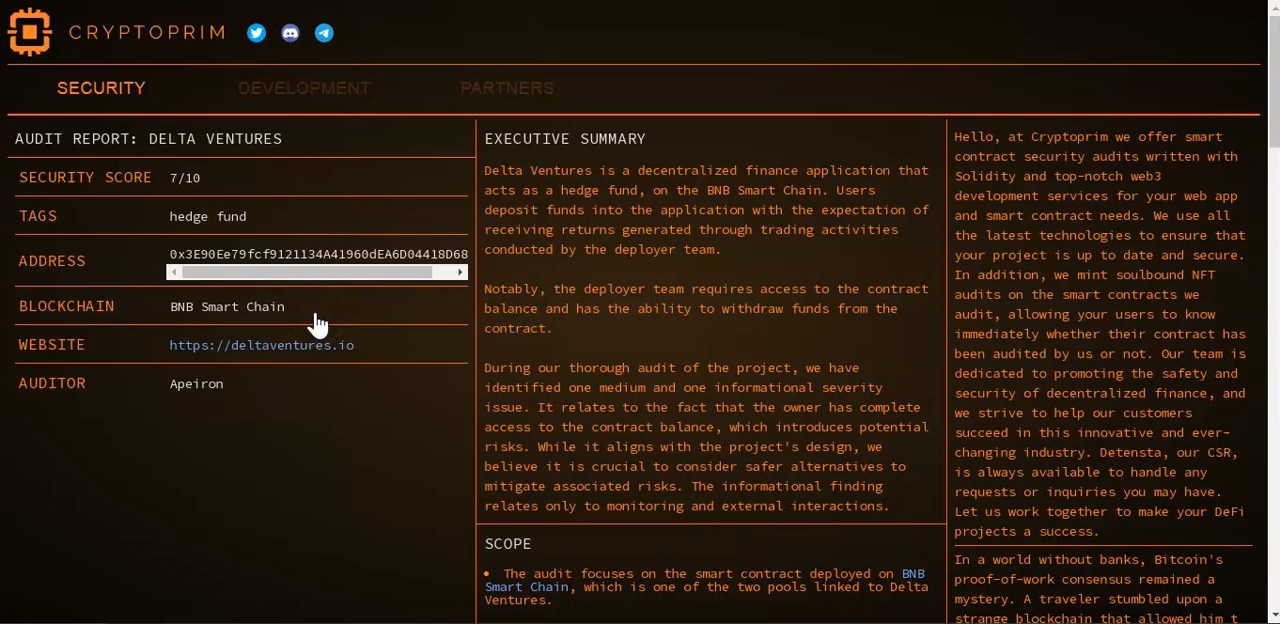 CRYPTOPRIM
SECURITY
DEVELOPMENT
PARTNERS
AUDIT REPORT: DELTA VENTURES
SECURITY SCORE 7/10
TAGS hedge fund
ADDRESS 0x3E90Ee79fcf9121134A41960dEA6D04418D68
BLOCKCHAIN BNB Smart Chain
WEBSITE https://deltaventures.io
AUDITOR Apeiron
EXECUTIVE SUMMARY
Delta Ventures is a decentralized finance application that
acts as a hedge fund, on the BNB Smart Chain. Users
deposit funds into the application with the expectation of
receiving returns generated through trading activities
conducted by the deployer team.
Notably, the deployer team requires access to the contract
balance and has the ability to withdraw funds from the
contract.
During our thorough audit of the project, we have
identified one medium and one informational severity
issue. It relates to the fact that the owner has complete
access to the contract balance, which introduces potential
risks. While it aligns with the project's design, we
believe it is crucial to consider safer alternatives to
mitigate associated risks. The informational finding
relates only to monitoring and external interactions.
SCOPE
• The audit focuses on the smart contract deployed on BNB
Smart Chain, which is one of the two pools linked to Delta
Ventures.
Hello, at Cryptoprim we offer smart
contract security audits written with
Solidity and top-notch web3
development services for your web app
and smart contract needs. We use all
the latest technologies to ensure that
your project is up to date and secure.
In addition, we mint soulbound NFT
audits on the smart contracts we
audit, allowing your users to know
immediately whether their contract has
been audited by us or not. Our team is
dedicated to promoting the safety and
security of decentralized finance, and
we strive to help our customers
succeed in this innovative and ever-
changing industry. Detensta, our CSR,
is always available to handle any
requests or inquiries you may have.
Let us work together to make your DeFi
projects a success.
In a world without banks, Bitcoin's
proof-of-work consensus remained a
mystery. A traveler stumbled upon a
strange blockchain that allowed him t